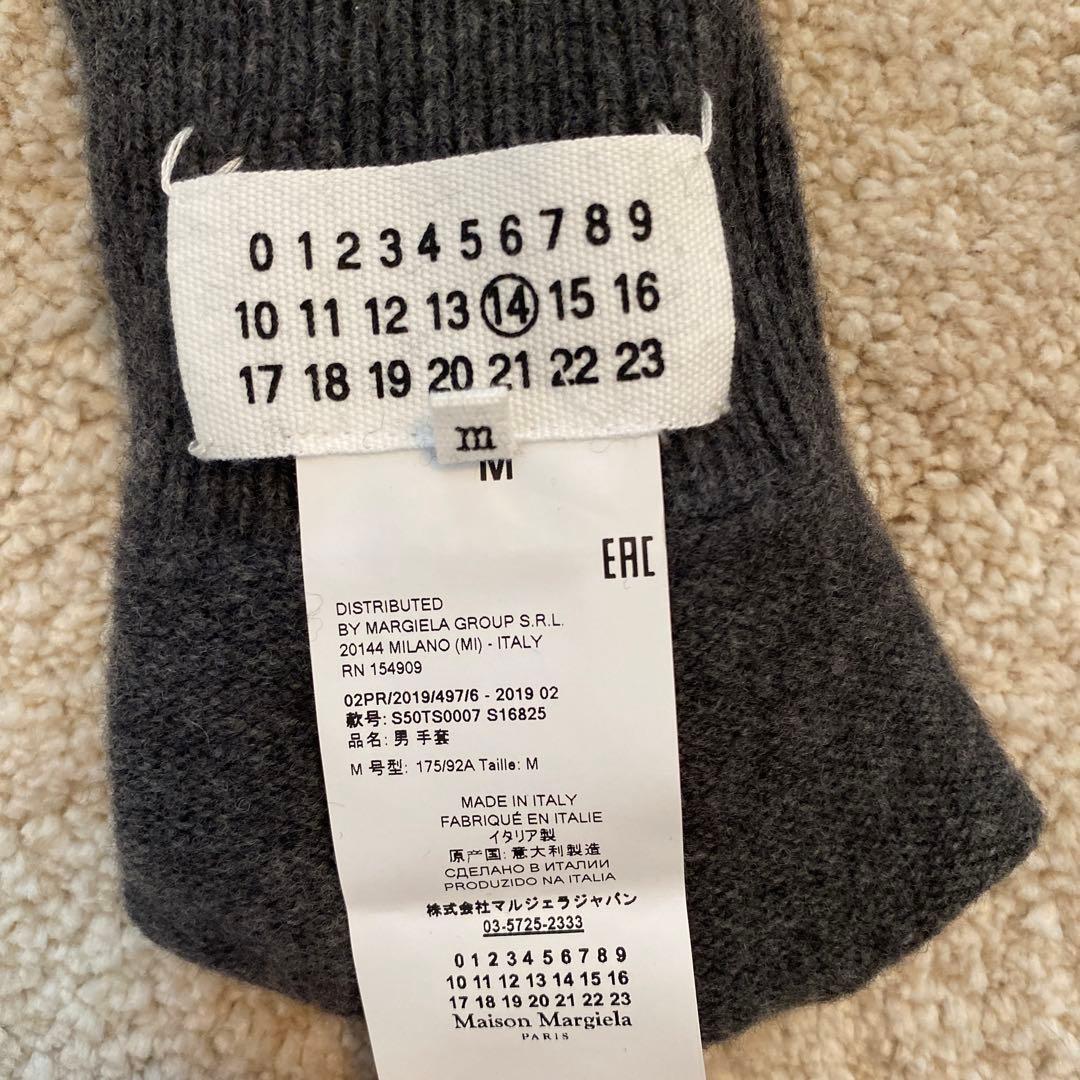 0 1 2 3 4 5 6 7 8 9
10 11 12 13 14 15 16
17 18 19 20 21 22 23
m
M
EAC
DISTRIBUTED
BY MARGIELA GROUP S.R.L.
20144 MILANO (MI) - ITALY
RN 154909
02PR/2019/497/6 - 2019 02
款号: S50TS0007 S16825
品名: 男 手套
M 号型: 175/92A Taille: M
MADE IN ITALY
FABRIQUÉ EN ITALIE
イタリア製
原产国: 意大利製造
СДЕЛАНО В ИТАЛИИ
PRODUZIDO NA ITALIA
株式会社マルジェラジャパン
03-5725-2333
0 1 2 3 4 5 6 7 8 9
10 11 12 13 14 15 16
17 18 19 20 21 22 23
Maison Margiela
PARIS